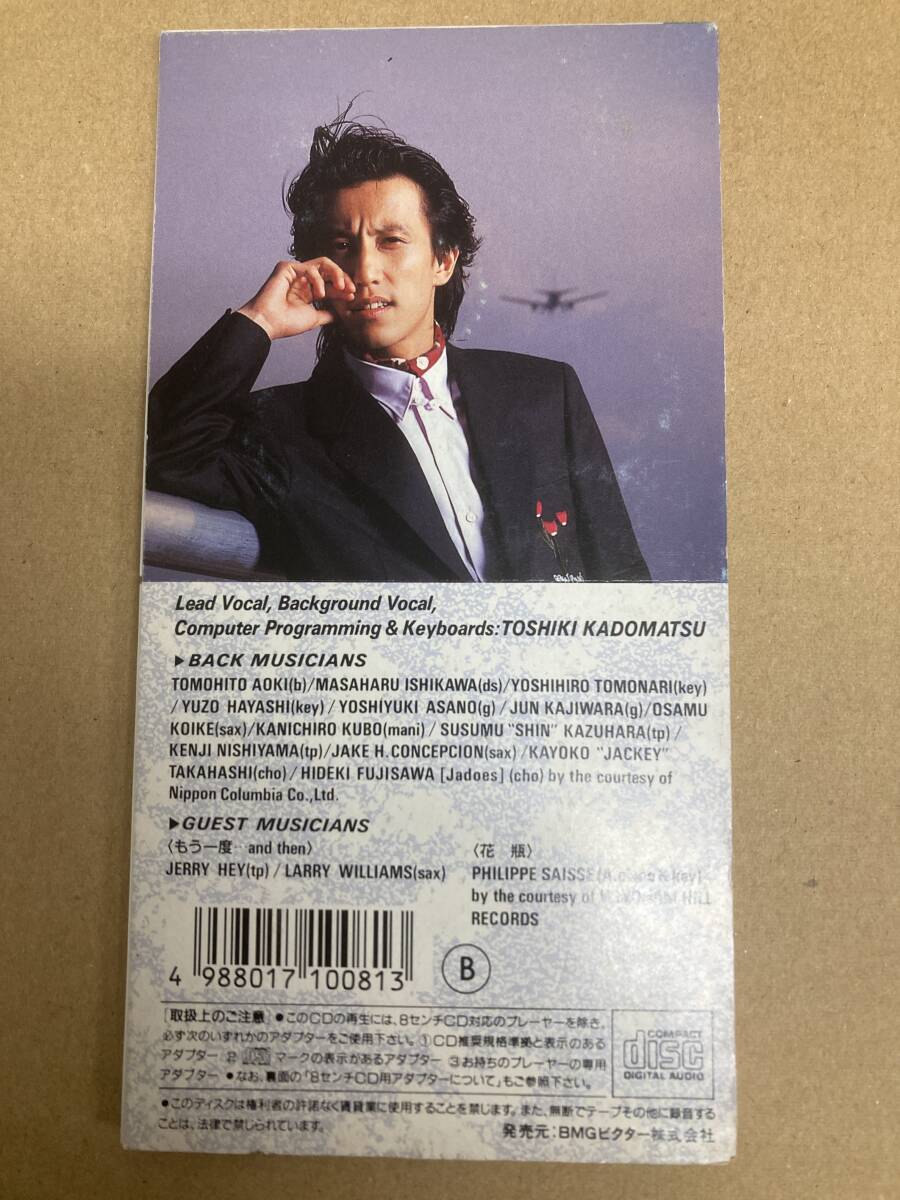 Lead Vocal, Background Vocal,
Computer Programming & Keyboards:TOSHIKI KADOMATSU
▶BACK MUSICIANS
TOMOHITO AOKI(b)/MASAHARU ISHIKAWA(ds)/YOSHIHIRO TOMONARI(key)
/YUZO HAYASHI(key)/YOSHIYUKI ASANO(g)/JUN KAJIWARA(g)/OSAMU
KOIKE(sax)/KANICHIRO KUBO(mani)/SUSUMU "SHIN" KAZUHARA(tp)/
KENJI NISHIYAMA(tp)/JAKE H.CONCEPCION(sax)/KAYOKO "JACKEY"
TAKAHASHI(cho)/HIDEKI FUJISAWA [Jadoes] (cho) by the courtesy of
Nippon Columbia Co.,Ltd.
▶GUEST MUSICIANS
〈もう一度… and then〉
JERRY HEY(tp)/LARRY WILLIAMS(sax)
〈花 瓶〉
PHILIPPE SAISSE
by the courtesy of HILL
RECORDS
4 988017 100813
B
[取扱上のご注意] ●このCDの再生には、8センチCD対応のプレーヤーを除き、
必ず次のいずれかのアダプターをご使用下さい。①CD推奨規格準拠と表示のある
アダプター ② マークの表示があるアダプター ③お持ちのプレーヤーの専用
アダプター ●なお、裏面の「8センチCD用アダプターについて」もご参照下さい。
COMPACT
disc
DIGITAL AUDIO
●このディスクは権利者の許諾なく賃貸業に使用することを禁じます。また、無断でテープその他に録音する
ことは、法律で禁じられています。
発売元:BMGビクター株式会社